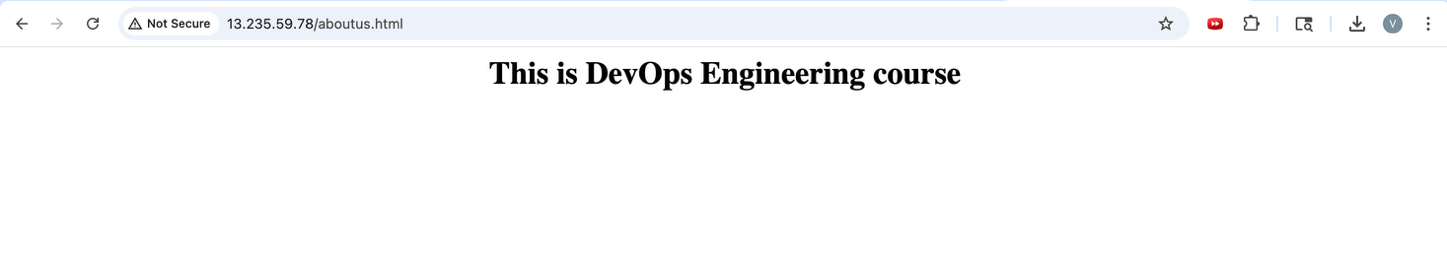 Not Secure 13.235.59.78/aboutus.html
V
This is DevOps Engineering course